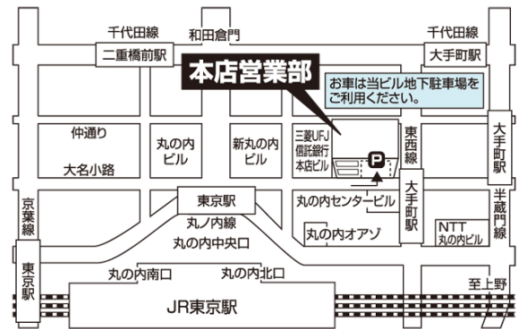 千代田線
和田倉門
千代田線
二重橋前駅
大手町駅
本店営業部
お車は当ビル地下駐車場を
ご利用ください。
仲通り
大名小路
丸の内
ビル
新丸の内
ビル
三菱UFJ
信託銀行
本店ビル
P
東西線
大手町駅
大手町駅
半蔵門線
東京駅
丸ノ内線
丸の内中央口
丸の内センタービル
丸の内オアゾ
NTT
丸の内ビル
京葉線
東京駅
丸の内南口
丸の内北口
JR東京駅
至上野